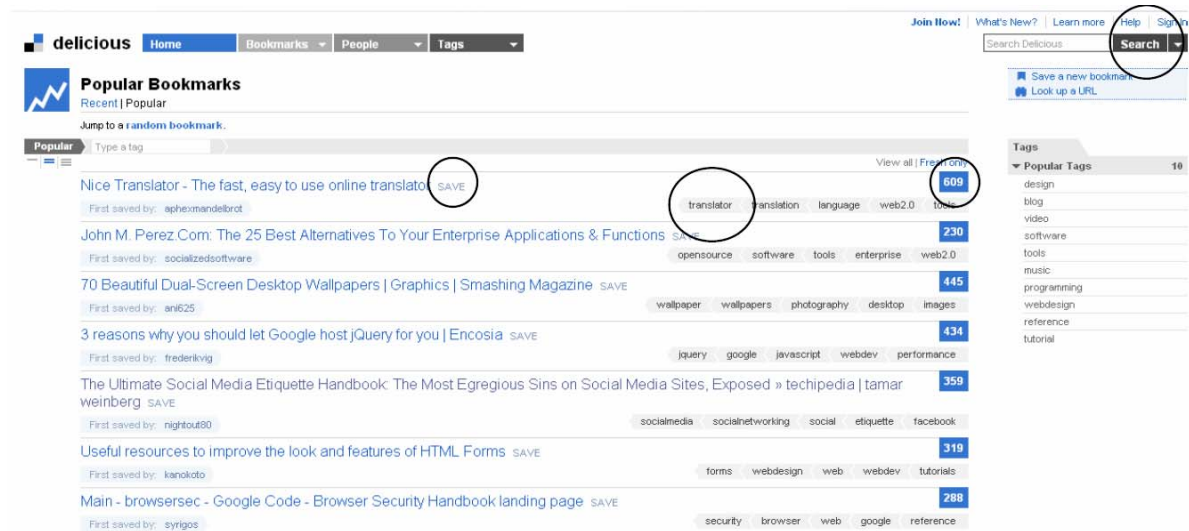 Join Now! What's New? | Learn more | Help | Sign In
delicious Home Bookmarks People Tags Search Delicious Search
Popular Bookmarks
Recent | Popular
Save a new bookmark
Look up a URL
Jump to a random bookmark.
Popular Type a tag
View all | Fresh only
Nice Translator - The fast, easy to use online translator SAVE 609
First saved by: aphexmandelbrot translator translation language web2.0 tools
John M. Perez.Com: The 25 Best Alternatives To Your Enterprise Applications & Functions SAVE 230
First saved by: socializedsoftware opensource software tools enterprise web2.0
70 Beautiful Dual-Screen Desktop Wallpapers | Graphics | Smashing Magazine SAVE 445
First saved by: ani625 wallpaper wallpapers photography desktop images
3 reasons why you should let Google host jQuery for you | Encosia SAVE 434
First saved by: frederikvig jquery google javascript webdev performance
The Ultimate Social Media Etiquette Handbook: The Most Egregious Sins on Social Media Sites, Exposed » techipedia | tamar 359
weinberg SAVE
First saved by: nightout80 socialmedia socialnetworking social etiquette facebook
Useful resources to improve the look and features of HTML Forms SAVE 319
First saved by: kanokoto forms webdesign web webdev tutorials
Main - browsersec - Google Code - Browser Security Handbook landing page SAVE 288
First saved by: syrigos security browser web google reference
Tags
Popular Tags 10
design
blog
video
software
tools
music
programming
webdesign
reference
tutorial